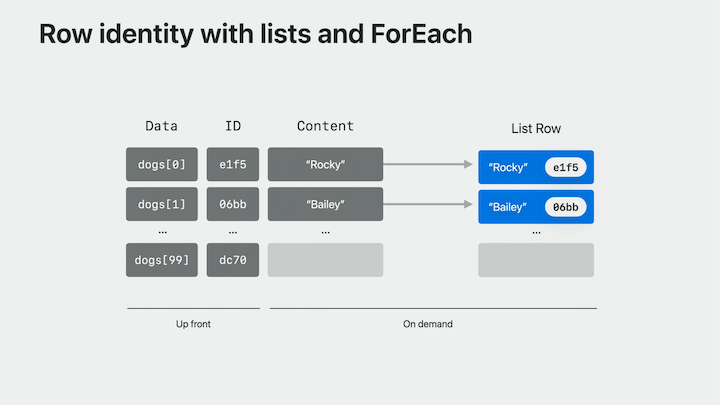 Row identity with lists and ForEach
Data ID Content List Row
dogs[0] e1f5 “Rocky” “Rocky” e1f5
dogs[1] 06bb “Bailey” “Bailey” 06bb
... ... ... ...
dogs[99] dc70
Up front On demand